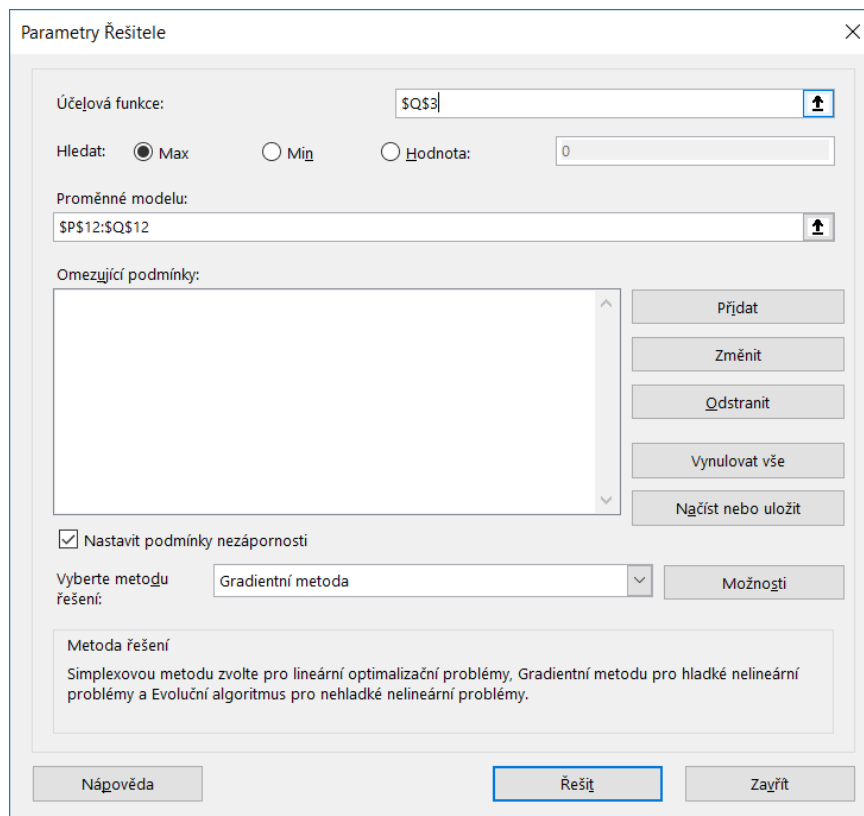 Parametry Řešitele
Účelová funkce: $Q$3
Hledat: Max Min Hodnota: 0
Proměnné modelu:
$P$12:$Q$12
Omezující podmínky:
Přidat
Změnit
Odstranit
Vynulovat vše
Načíst nebo uložit
Nastavit podmínky nezápornosti
Vyberte metodu
řešení:
Gradientní metoda
Možnosti
Metoda řešení
Simplexovou metodu zvolte pro lineární optimalizační problémy, Gradientní metodu pro hladké nelineární
problémy a Evoluční algoritmus pro nehladké nelineární problémy.
Nápověda Řešit Zavřít